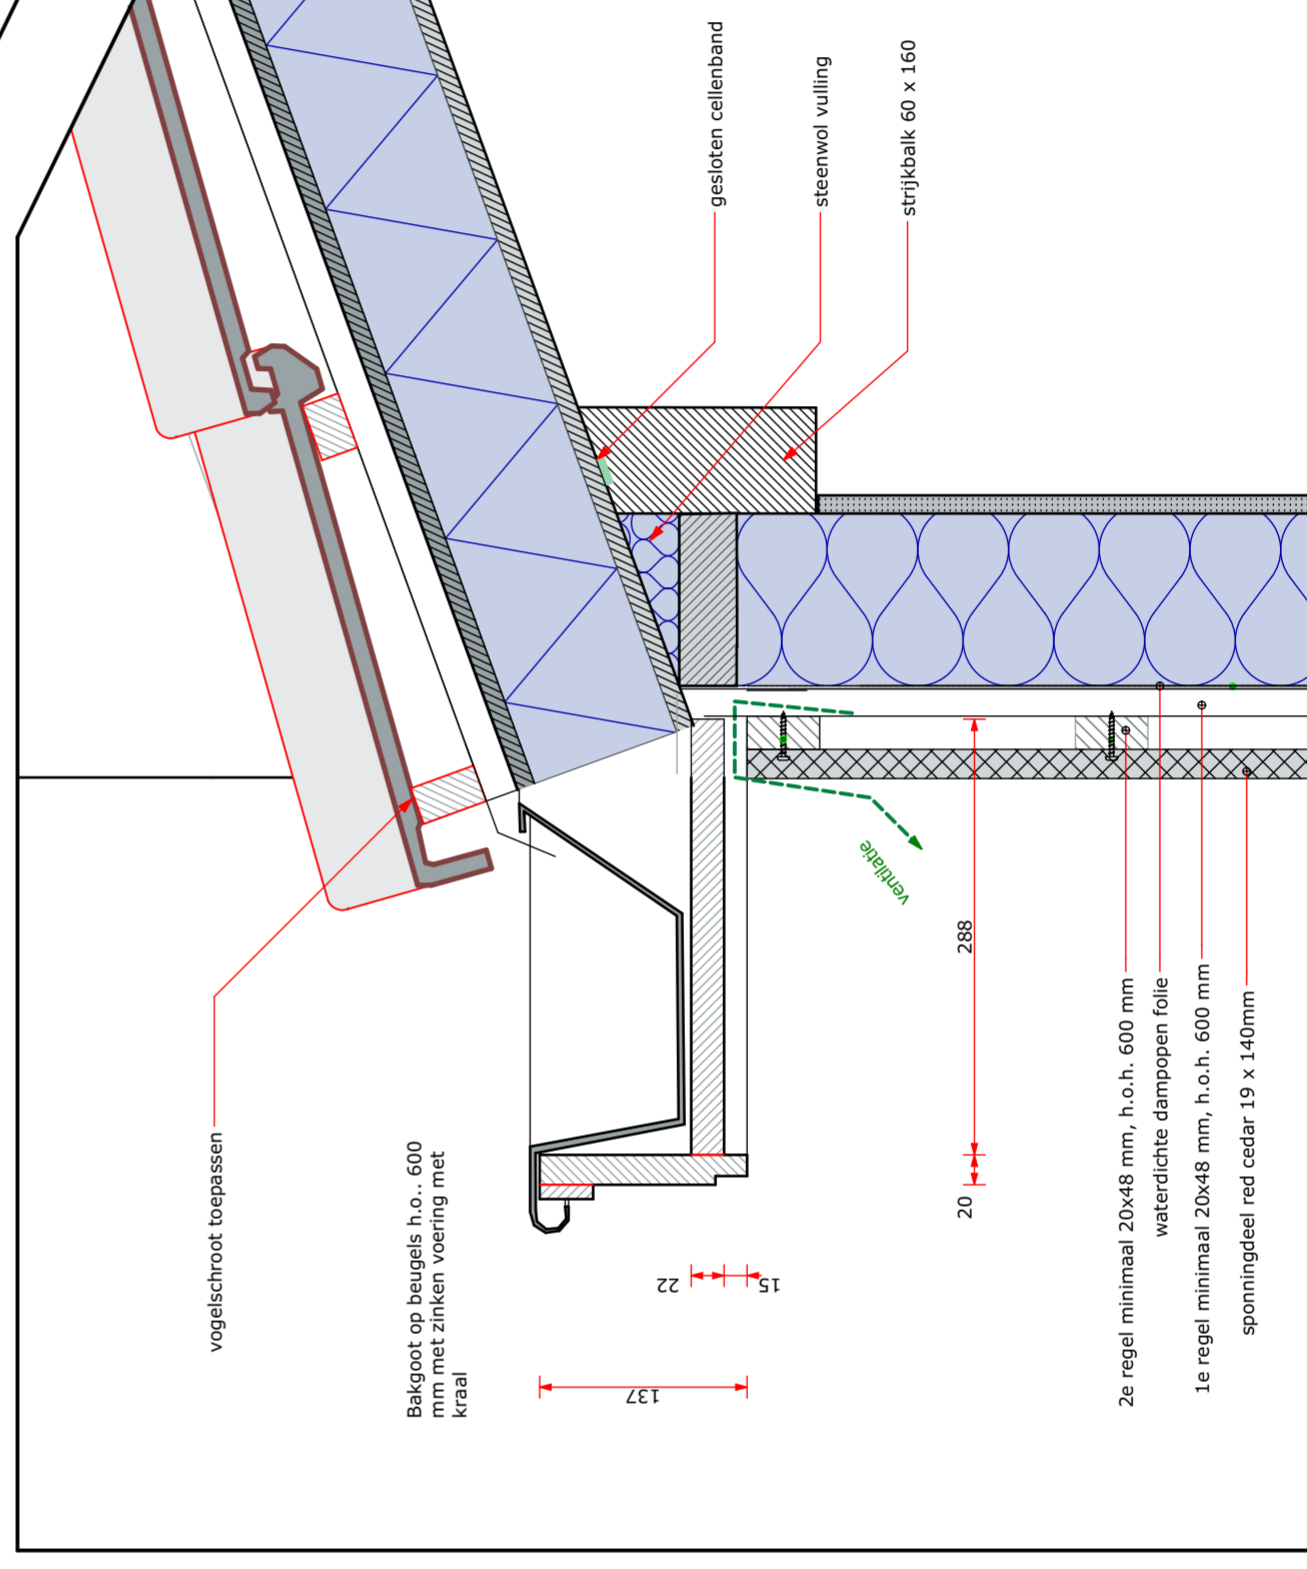 gesloten cellenband
steenwol vulling
strijkbalk 60 x 160
ventilatie
288
20
22
15
137
vogelschroot toepassen
Bakgoot op beugels h.o.. 600
mm met zinken voering met
kraal
2e regel minimaal 20x48 mm, h.o.h. 600 mm
waterdichte dampopen folie
1e regel minimaal 20x48 mm, h.o.h. 600 mm
sponningdeel red cedar 19 x 140mm